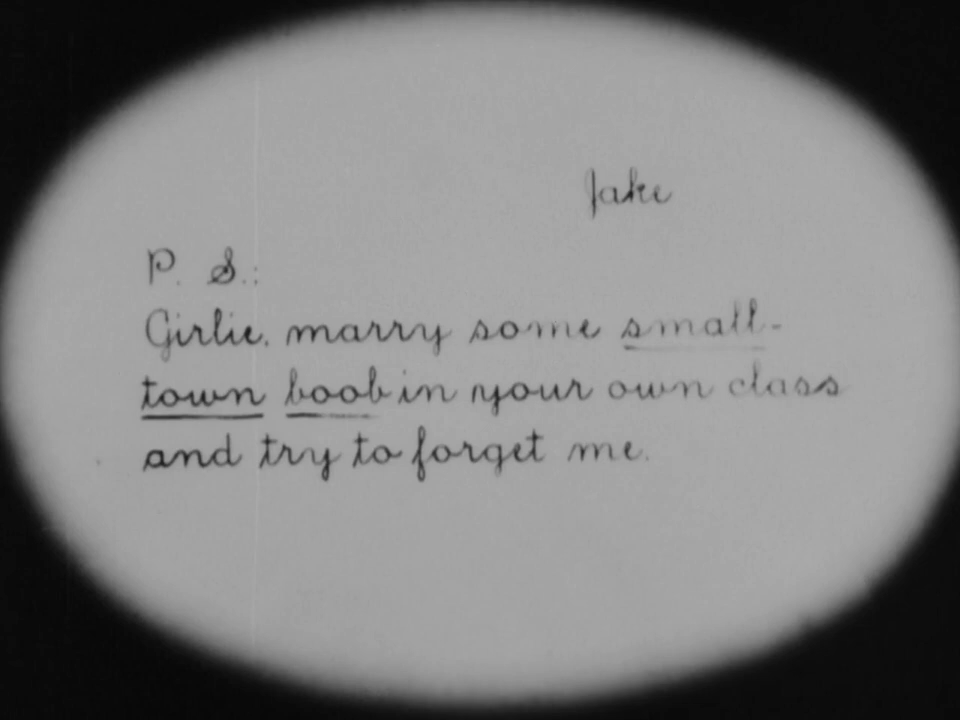 Jake
P. S.:
Girlie, marry some small-
town boob in your own class
and try to forget me.